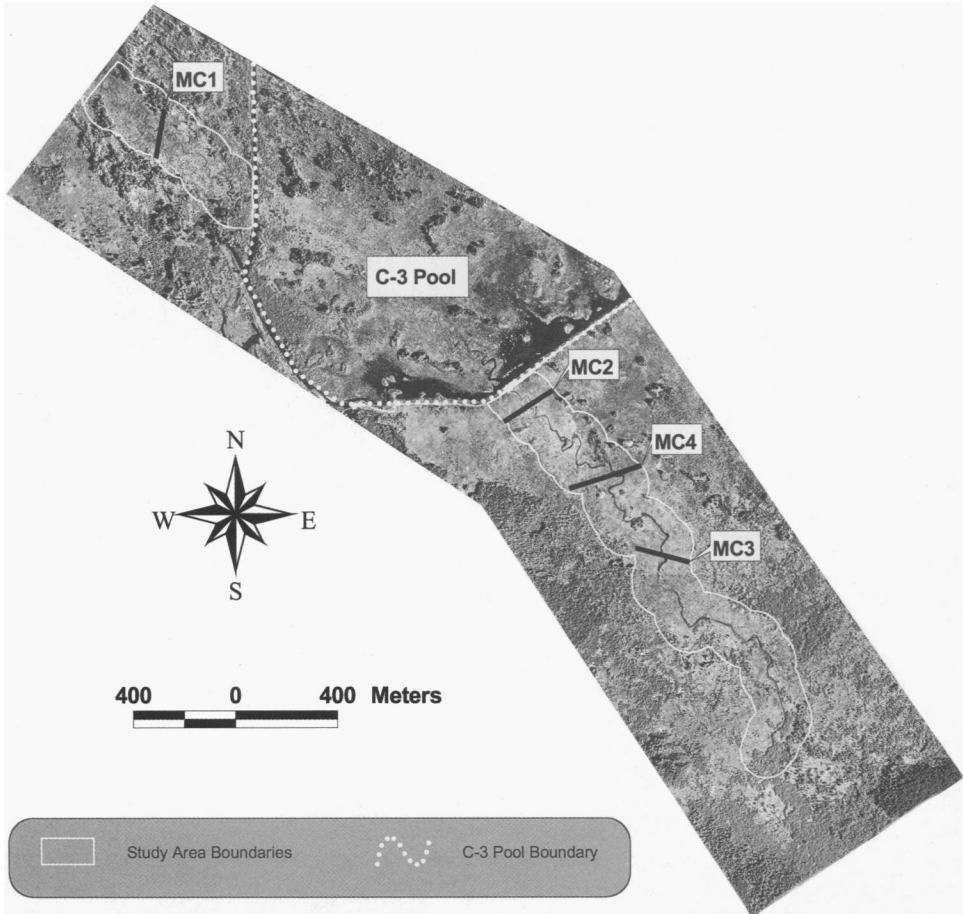 MC1
C-3 Pool
MC2
MC4
MC3
N
W E
S
400 0 400 Meters
Study Area Boundaries C-3 Pool Boundary